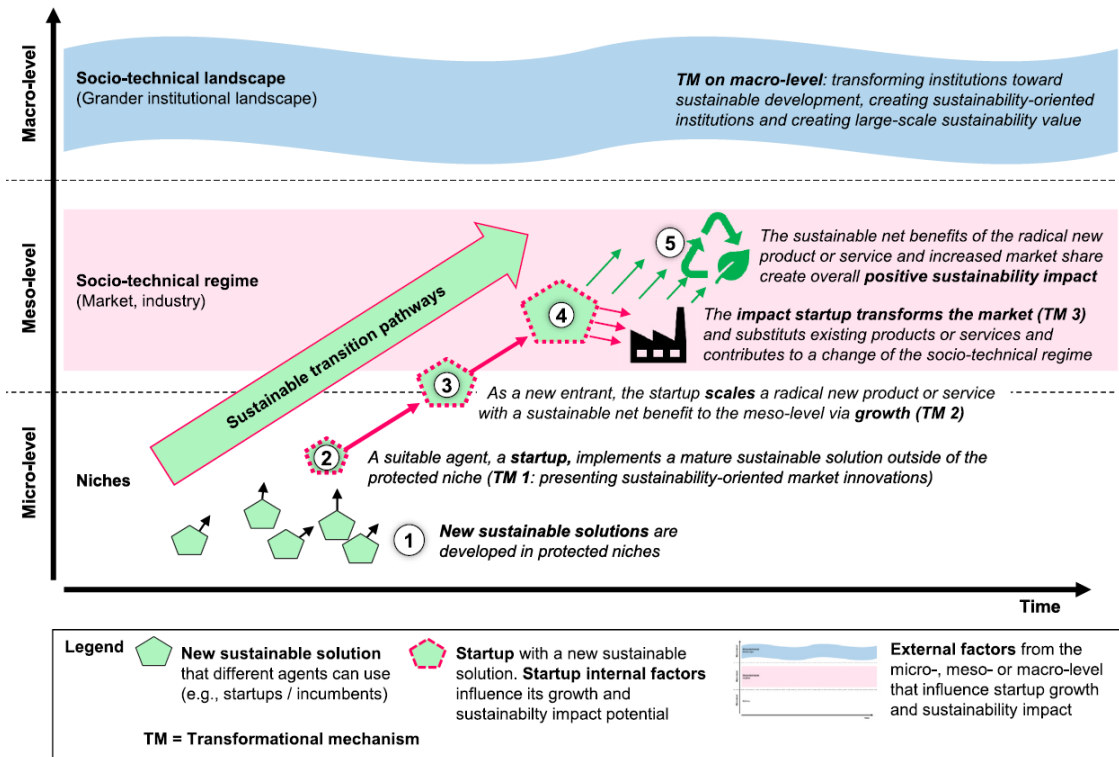 Macro-level
Socio-technical landscape
(Grander institutional landscape)
TM on macro-level: transforming institutions toward
sustainable development, creating sustainability-oriented
institutions and creating large-scale sustainability value
Meso-level
Socio-technical regime
(Market, industry)
Sustainable transition pathways
5
The sustainable net benefits of the radical new
product or service and increased market share
create overall positive sustainability impact
4
The impact startup transforms the market (TM 3)
and substituts existing products or services and
contributes to a change of the socio-technical regime
3
As a new entrant, the startup scales a radical new product or service
with a sustainable net benefit to the meso-level via growth (TM 2)
Micro-level
Niches
2
A suitable agent, a startup, implements a mature sustainable solution outside of the
protected niche (TM 1: presenting sustainability-oriented market innovations)
1
New sustainable solutions are
developed in protected niches
Time
Legend
New sustainable solution
that different agents can use
(e.g., startups / incumbents)
Startup with a new sustainable
solution. Startup internal factors
influence its growth and
sustainabilty impact potential
External factors from the
micro-, meso- or macro-level
that influence startup growth
and sustainability impact
TM = Transformational mechanism